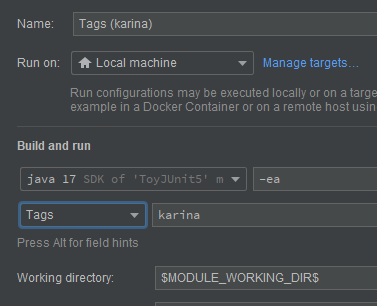 Name: Tags (karina)
Run on: Local machine Manage targets...
Run configurations may be executed locally or on a targe
example in a Docker Container or on a remote host usin
Build and run
java 17 SDK of 'ToyJUnit5' m -ea
Tags karina
Press Alt for field hints
Working directory: $MODULE_WORKING_DIR$